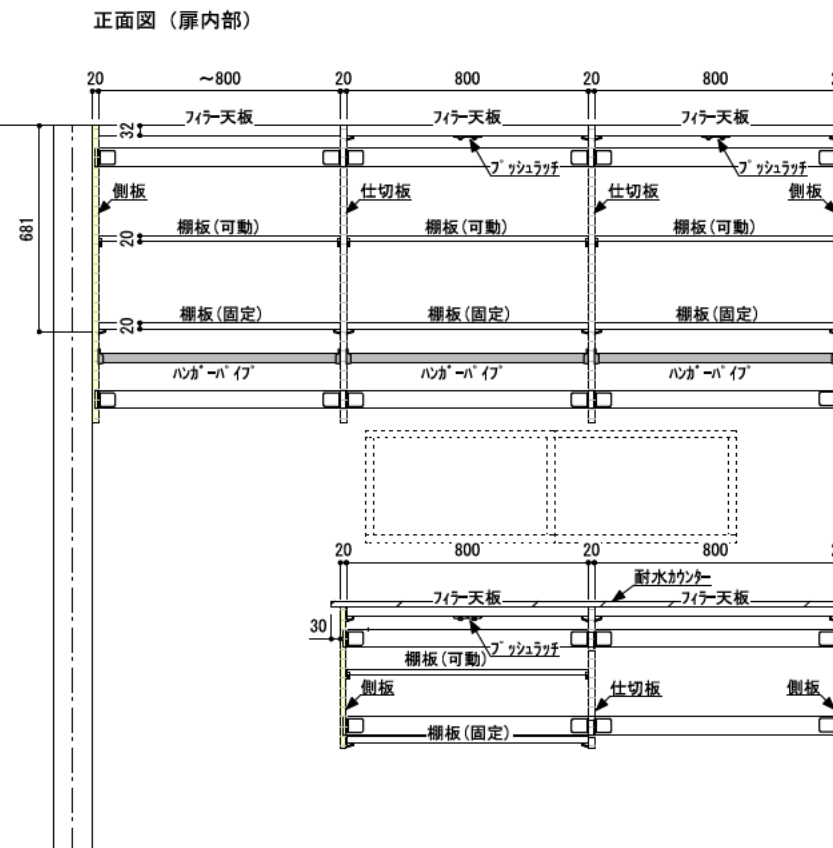 正面図（扉内部）
20 ～800 20 800 20 800
フィラー天板 フィラー天板 フィラー天板
32
プッシュラッチ プッシュラッチ
側板 仕切板 仕切板 側板
681
棚板(可動) 棚板(可動) 棚板(可動)
20
棚板(固定) 棚板(固定) 棚板(固定)
20
ハンガーパイプ ハンガーパイプ ハンガーパイプ
20 800 20 800
耐水カウンター
フィラー天板 フィラー天板
30
プッシュラッチ
棚板(可動)
側板 仕切板 側板
棚板(固定)